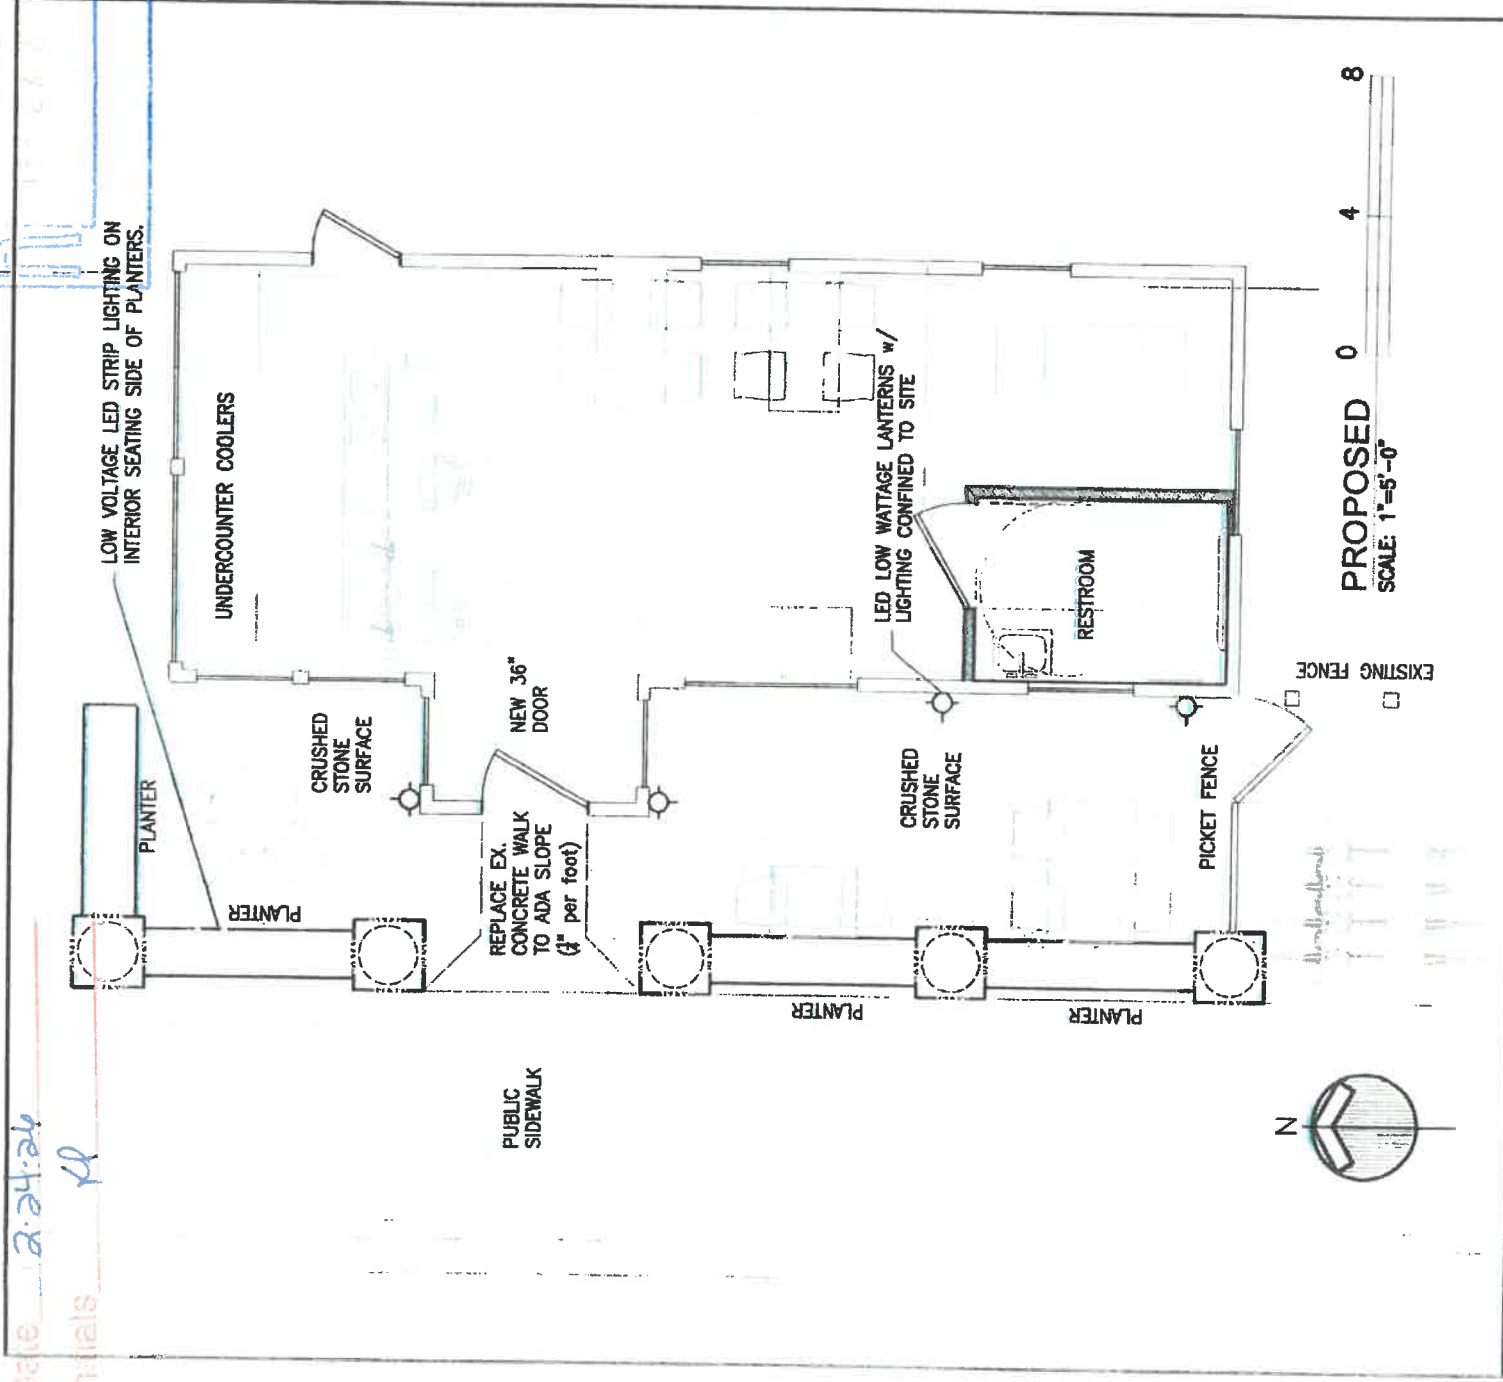 2.24.26
LOW VOLTAGE LED STRIP LIGHTING ON
INTERIOR SEATING SIDE OF PLANTERS.
UNDERCOUNTER COOLERS
PLANTER
PLANTER
CRUSHED
STONE
SURFACE
NEW 36"
DOOR
REPLACE EX.
CONCRETE WALK
TO ADA SLOPE
(¼" per foot)
PUBLIC
SIDEWALK
LED LOW WATTAGE LANTERNS w/
LIGHTING CONFINED TO SITE
CRUSHED
STONE
SURFACE
RESTROOM
PLANTER
PLANTER
PICKET FENCE
EXISTING FENCE
N
PROPOSED
SCALE: 1"=5'-0"
0 4 8